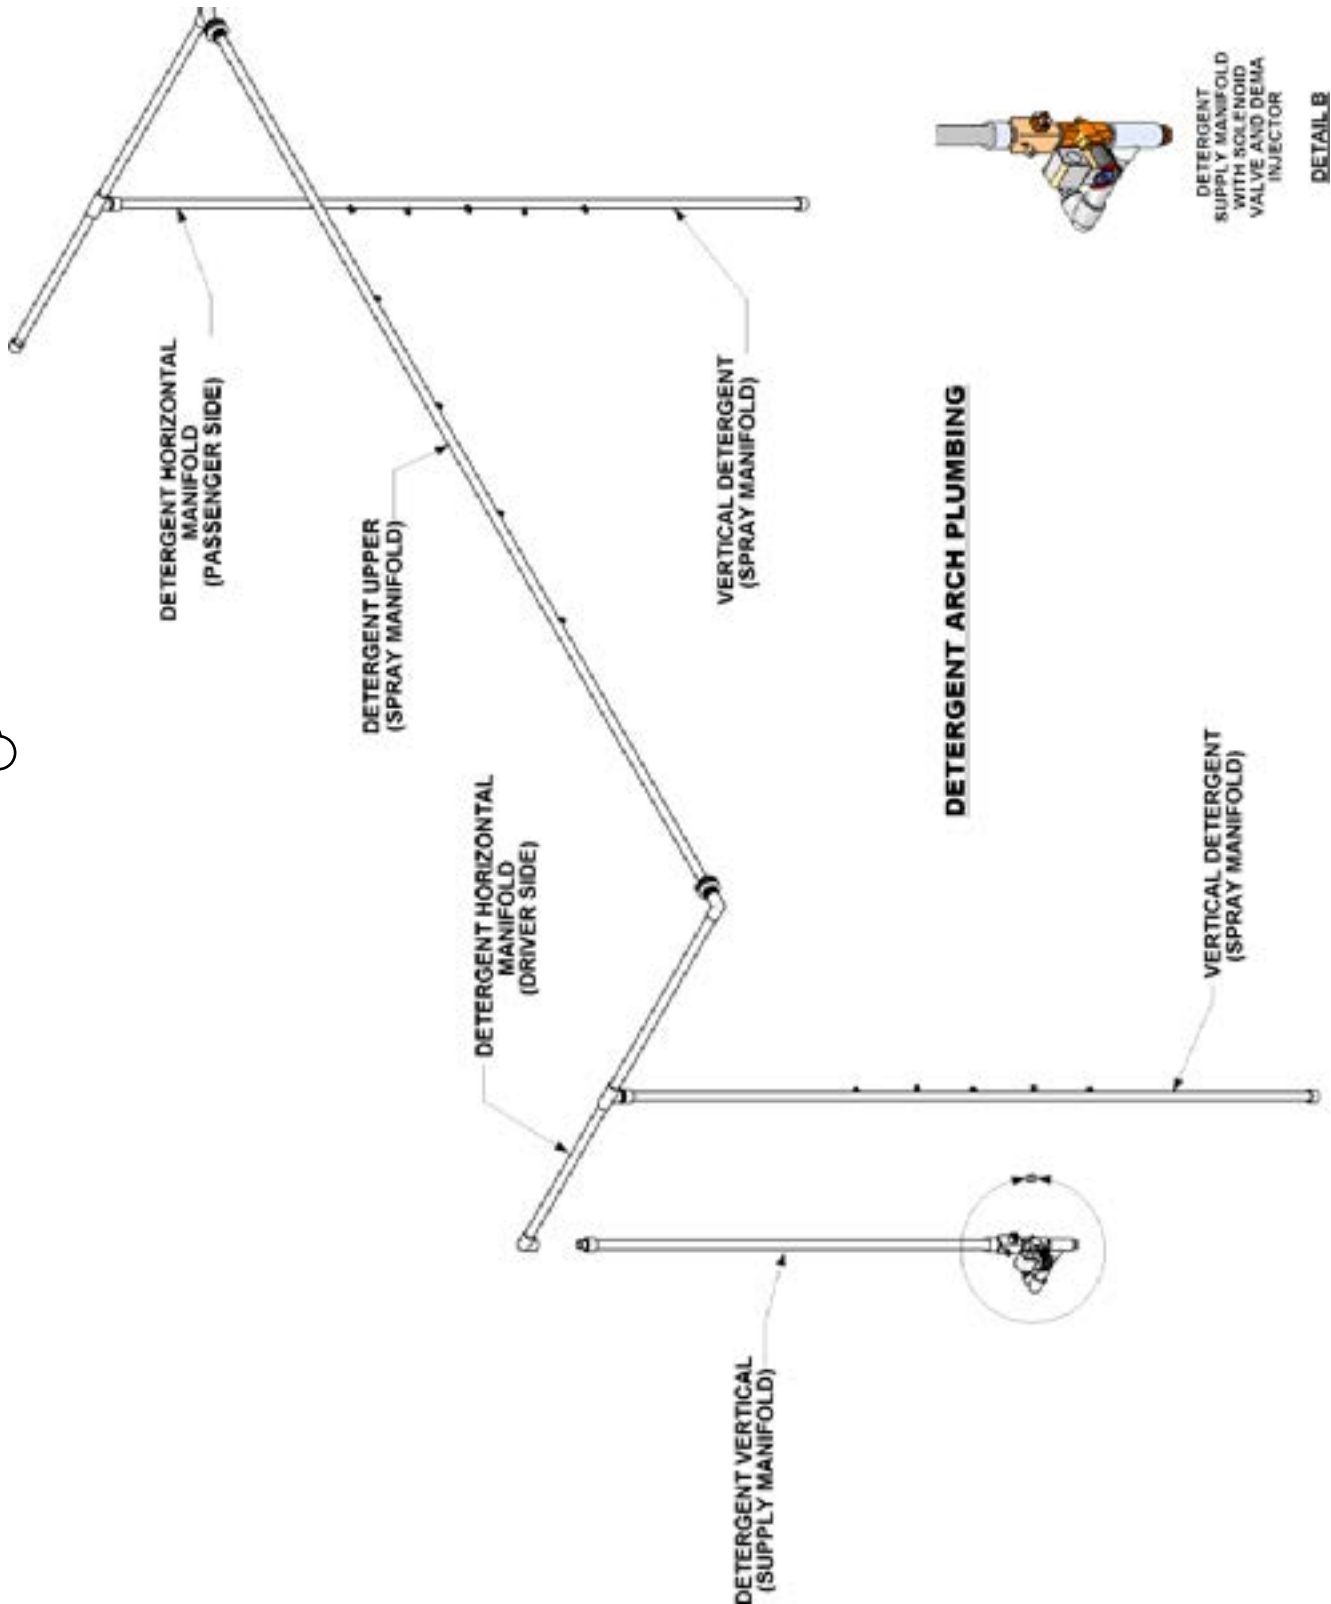 DETERGENT HORIZONTAL
MANIFOLD
(PASSENGER SIDE)
DETERGENT UPPER
(SPRAY MANIFOLD)
DETERGENT HORIZONTAL
MANIFOLD
(DRIVER SIDE)
DETERGENT VERTICAL
(SUPPLY MANIFOLD)
VERTICAL DETERGENT
(SPRAY MANIFOLD)
DETERGENT ARCH PLUMBING
VERTICAL DETERGENT
(SPRAY MANIFOLD)
DETERGENT
SUPPLY MANIFOLD
WITH SOLENOID
VALVE AND DEMA
INJECTOR
DETAIL B